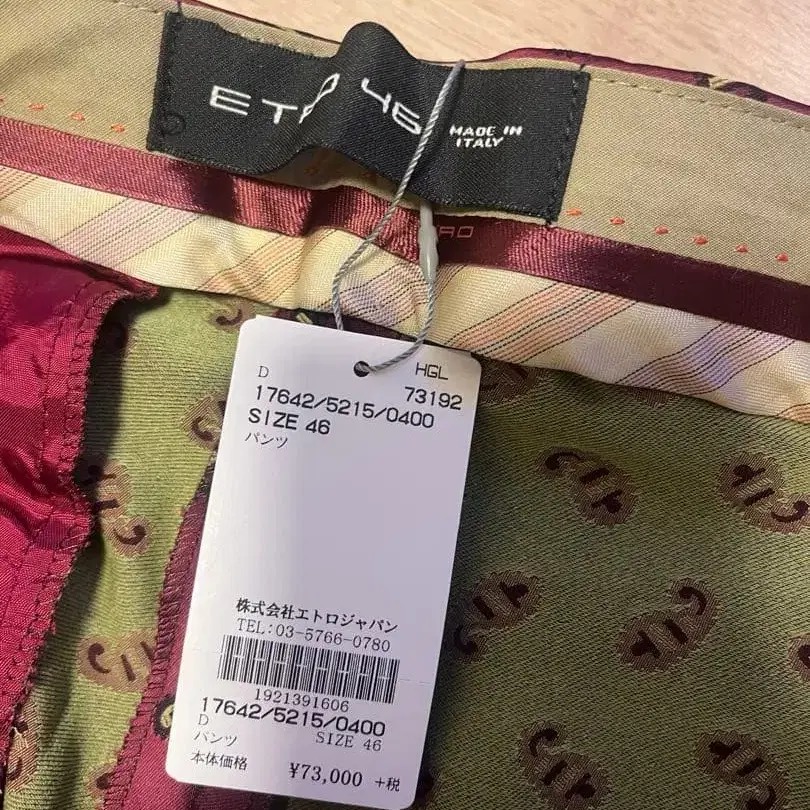 ETRO 46
MADE IN
ITALY
D HGL
17642/5215/0400 73192
SIZE 46
パンツ
株式会社エトロジャパン
TEL:03-5766-0780
1921391606
17642/5215/0400
D SIZE 46
パンツ
本体価格 ¥73,000 +税